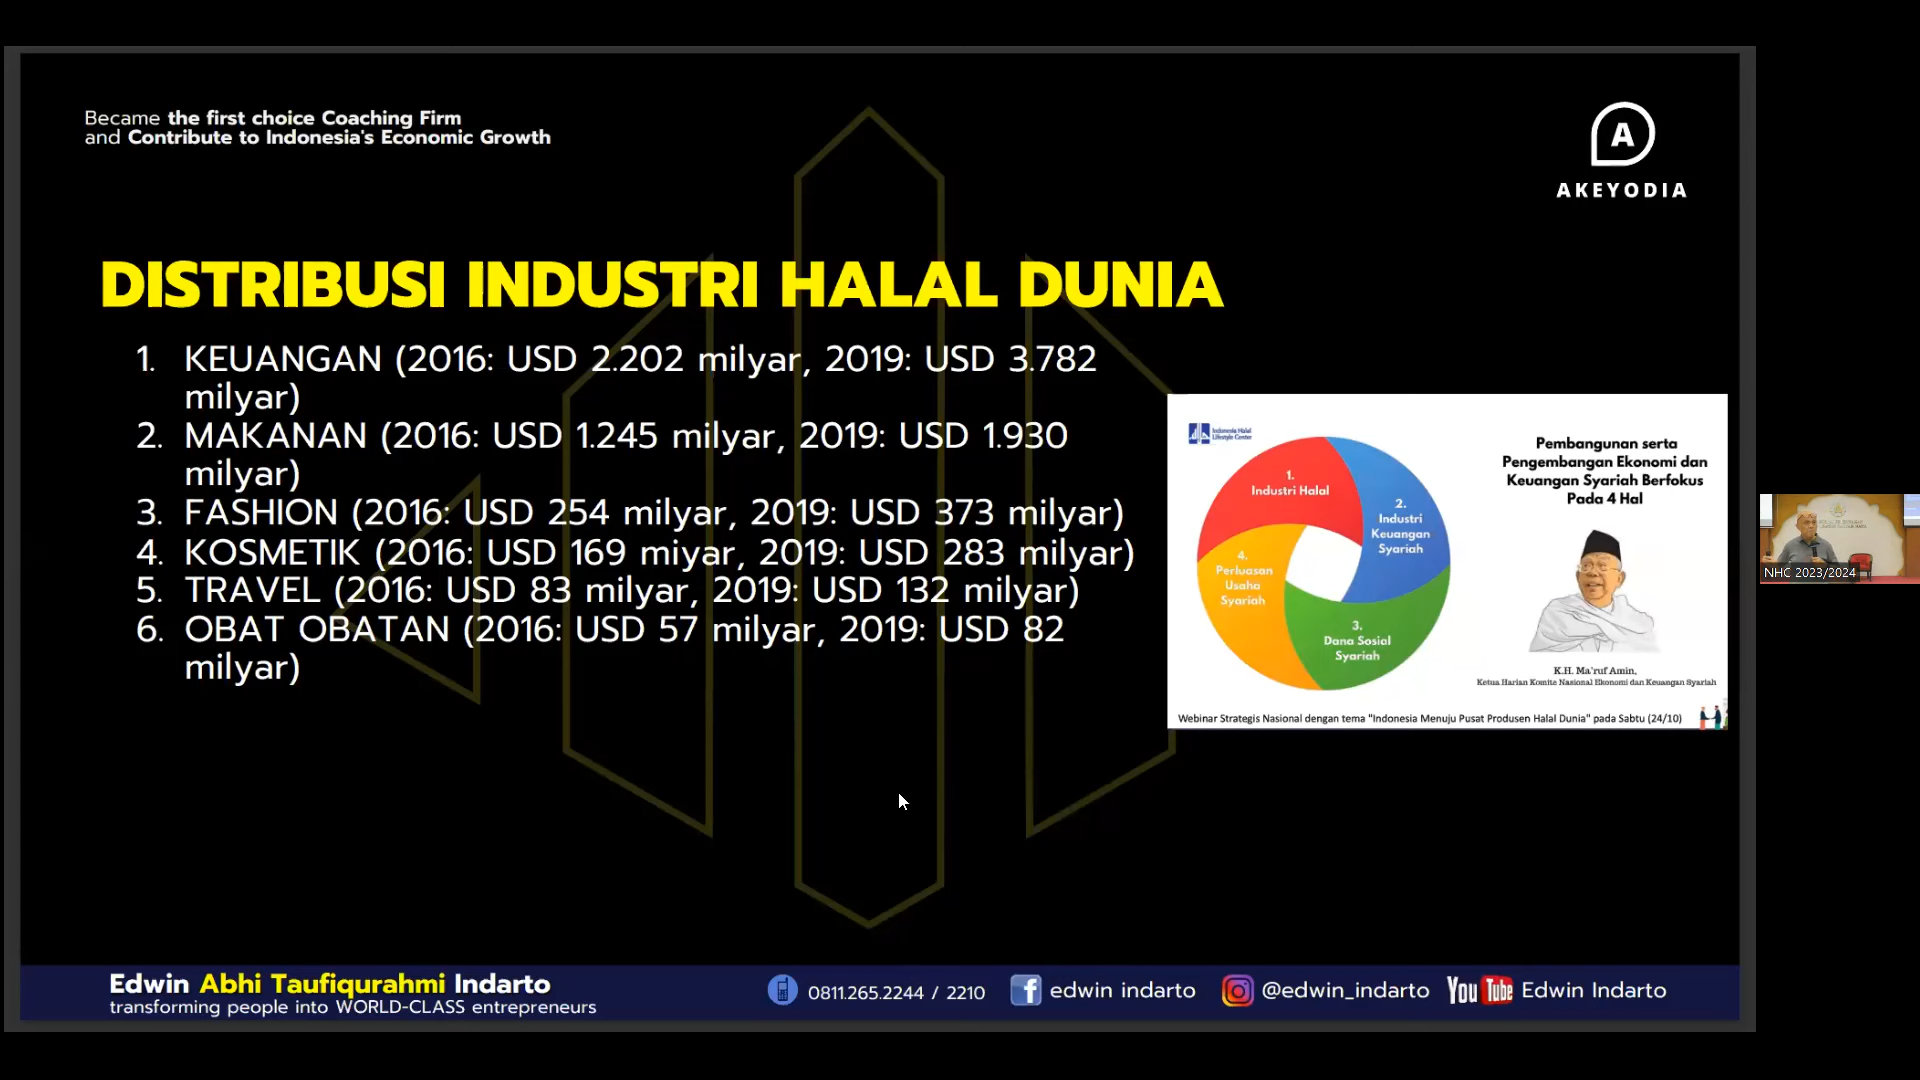 Became the first choice Coaching Firm
and Contribute to Indonesia's Economic Growth
A
AKEYODIA
DISTRIBUSI INDUSTRI HALAL DUNIA
1. KEUANGAN (2016: USD 2.202 milyar, 2019: USD 3.782
milyar)
2. MAKANAN (2016: USD 1.245 milyar, 2019: USD 1.930
milyar)
3. FASHION (2016: USD 254 milyar, 2019: USD 373 milyar)
4. KOSMETIK (2016: USD 169 miyar, 2019: USD 283 milyar)
5. TRAVEL (2016: USD 83 milyar, 2019: USD 132 milyar)
6. OBAT OBATAN (2016: USD 57 milyar, 2019: USD 82
milyar)
Indonesia Halal
Lifestyle Center
1.
Industri Halal
2.
Industri
Keuangan
Syariah
3.
Dana Sosial
Syariah
4.
Perluasan
Usaha
Syariah
Pembangunan serta
Pengembangan Ekonomi dan
Keuangan Syariah Berfokus
Pada 4 Hal
K.H. Ma'ruf Amin,
Ketua Harian Komite Nasional Ekonomi dan Keuangan Syariah
Webinar Strategis Nasional dengan tema "Indonesia Menuju Pusat Produsen Halal Dunia" pada Sabtu (24/10)
NHC 2023/2024
Edwin Abhi Taufiqurahmi Indarto
transforming people into WORLD-CLASS entrepreneurs
0811.265.2244 / 2210
f edwin indarto
@edwin_indarto
YouTube Edwin Indarto